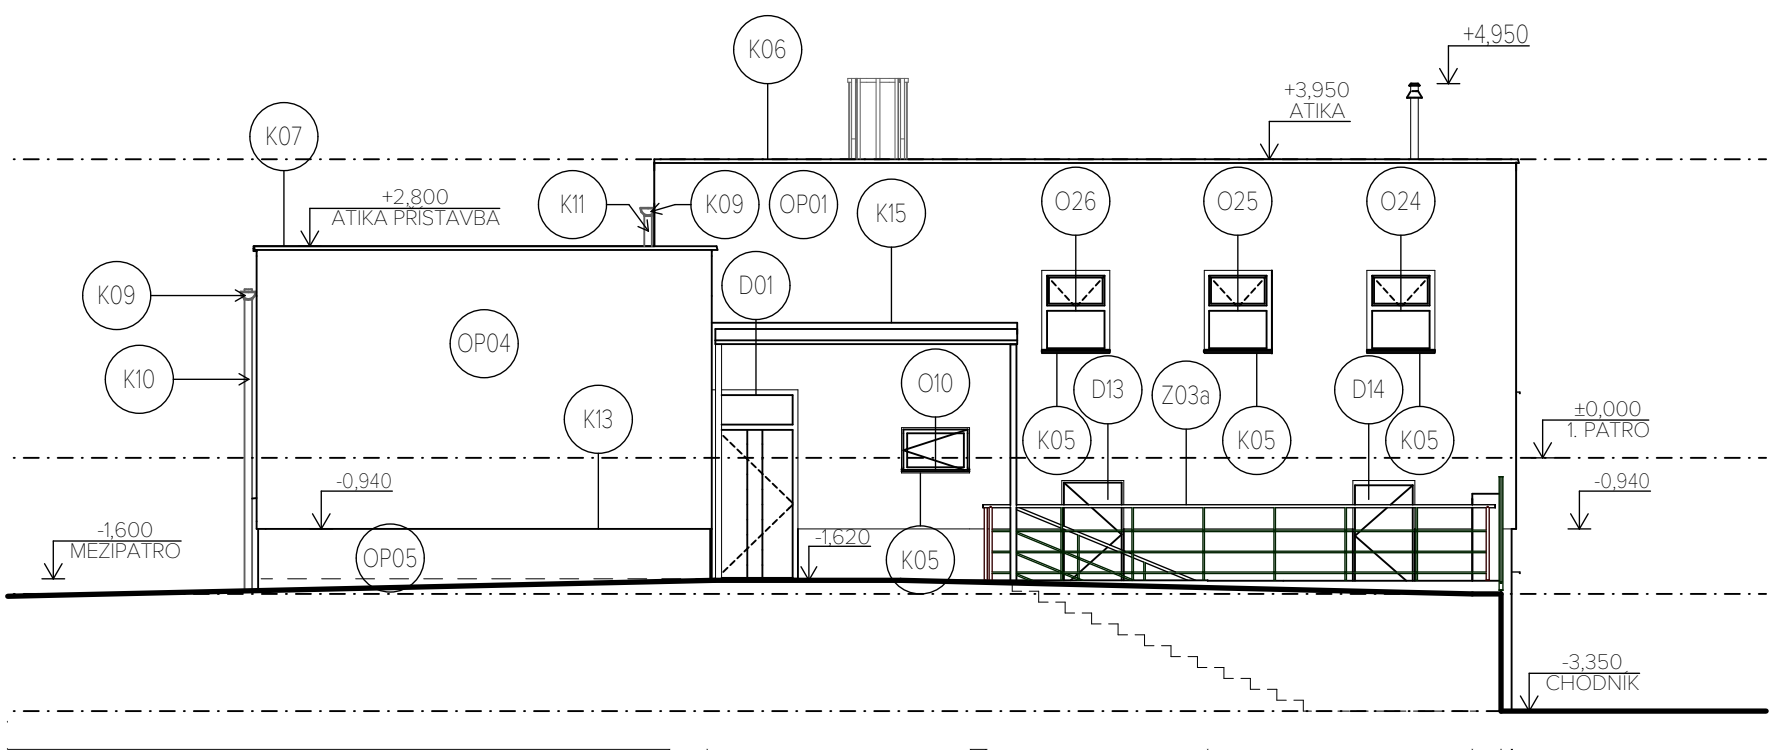 K06
+4,950
+3,950
ATIKA
K07
+2,800
ATIKA PŘÍSTAVBA
K11
K09
OP01
K15
O26
O25
O24
K09
D01
OP04
K10
K13
O10
D13
Z03a
D14
±0,000
1. PATRO
K05
K05
K05
-0,940
-0,940
-1,600
MEZIPATRO
OP05
-1,620
K05
-3,350
CHODNÍK